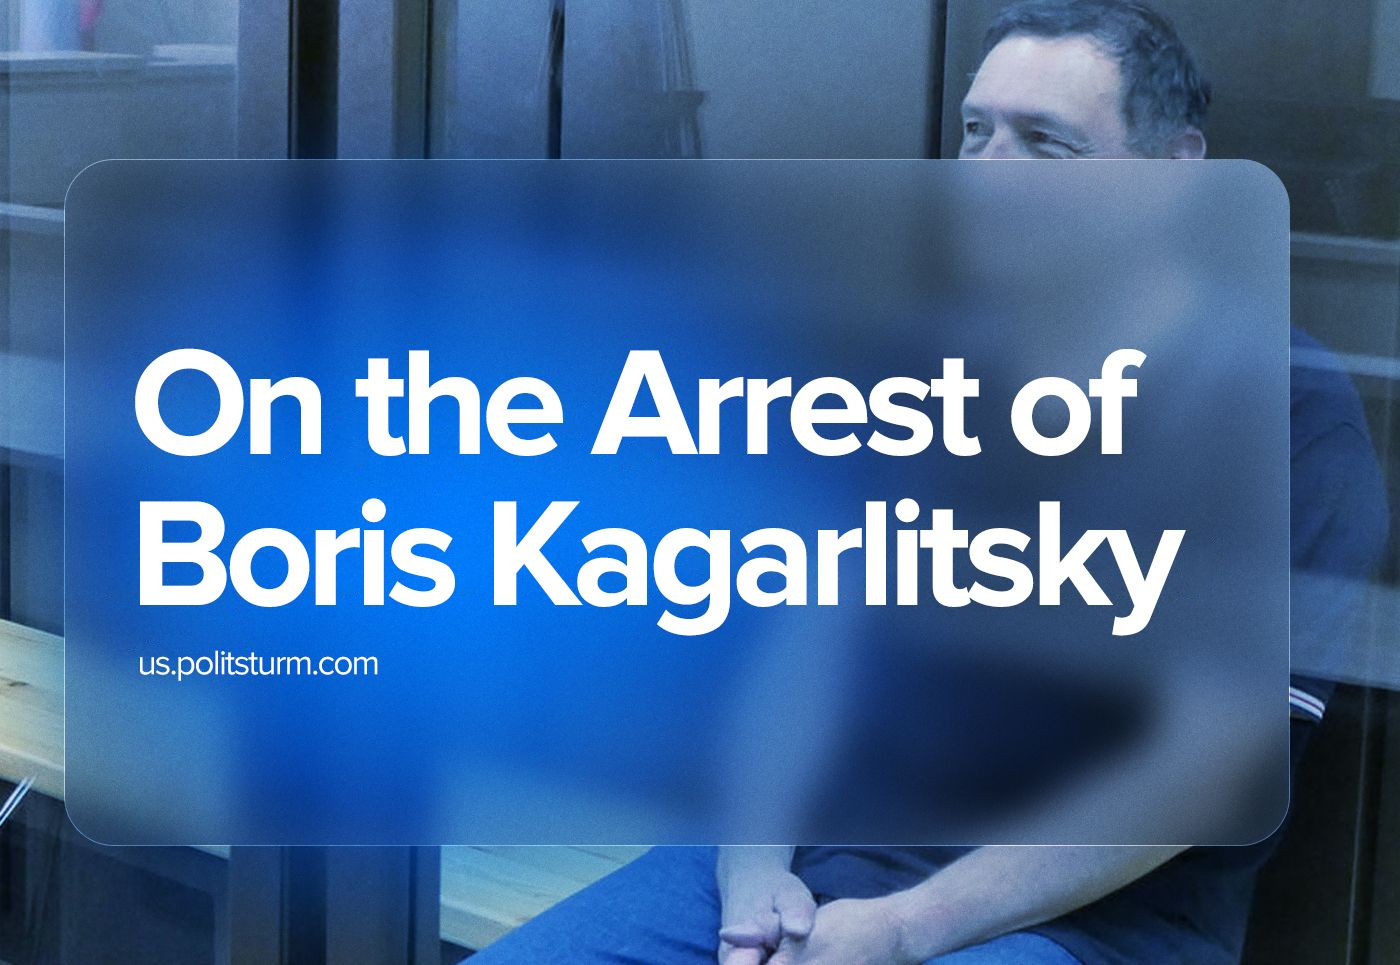 On the Arrest of
Boris Kagarlitsky
us.politsturm.com